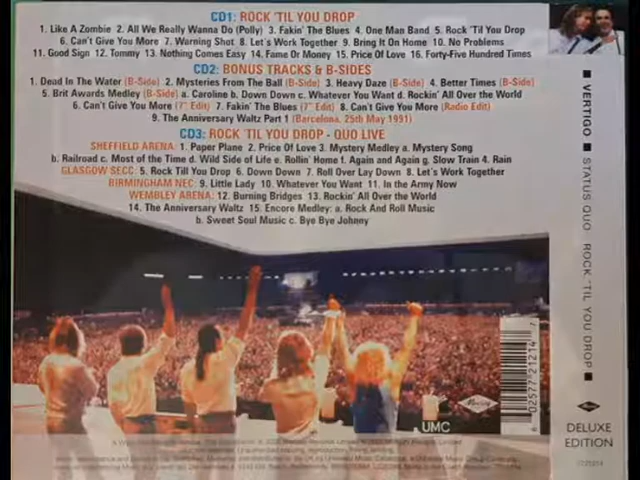 CD1: ROCK 'TIL YOU DROP
1. Like A Zombie 2. All We Really Wanna Do (Polly) 3. Fakin' The Blues 4. One Man Band 5. Rock 'Til You Drop
6. Can't Give You More 7. Warning Shot 8. Let's Work Together 9. Bring It On Home 10. No Problems
11. Good Sign 12. Tommy 13. Nothing Comes Easy 14. Fame Or Money 15. Price Of Love 16. Forty-Five Hundred Times
CD2: BONUS TRACKS & B-SIDES
1. Dead In The Water (B-Side) 2. Mysteries From The Ball (B-Side) 3. Heavy Daze (B-Side) 4. Better Times (B-Side)
5. Brit Awards Medley (B-Side) a. Caroline b. Down Down c. Whatever You Want d. Rockin' All Over the World
6. Can't Give You More (7" Edit) 7. Fakin' The Blues (7" Edit) 8. Can't Give You More (Radio Edit)
9. The Anniversary Waltz Part 1 (Barcelona, 25th May 1991)
CD3: ROCK 'TIL YOU DROP - QUO LIVE
SHEFFIELD ARENA: 1. Paper Plane 2. Price Of Love 3. Mystery Medley a. Mystery Song
b. Railroad c. Most of the Time d. Wild Side of Life e. Rollin' Home f. Again and Again g. Slow Train 4. Rain
GLASGOW SECC: 5. Rock Till You Drop 6. Down Down 7. Roll Over Lay Down 8. Let's Work Together
BIRMINGHAM NEC: 9. Little Lady 10. Whatever You Want 11. In the Army Now
WEMBLEY ARENA: 12. Burning Bridges 13. Rockin' All Over the World
14. The Anniversary Waltz 15. Encore Medley: a. Rock And Roll Music
b. Sweet Soul Music c. Bye Bye Johnny
UMC
6 02577 21214 7
VERTIGO
STATUS QUO
ROCK 'TIL YOU DROP
DELUXE
EDITION